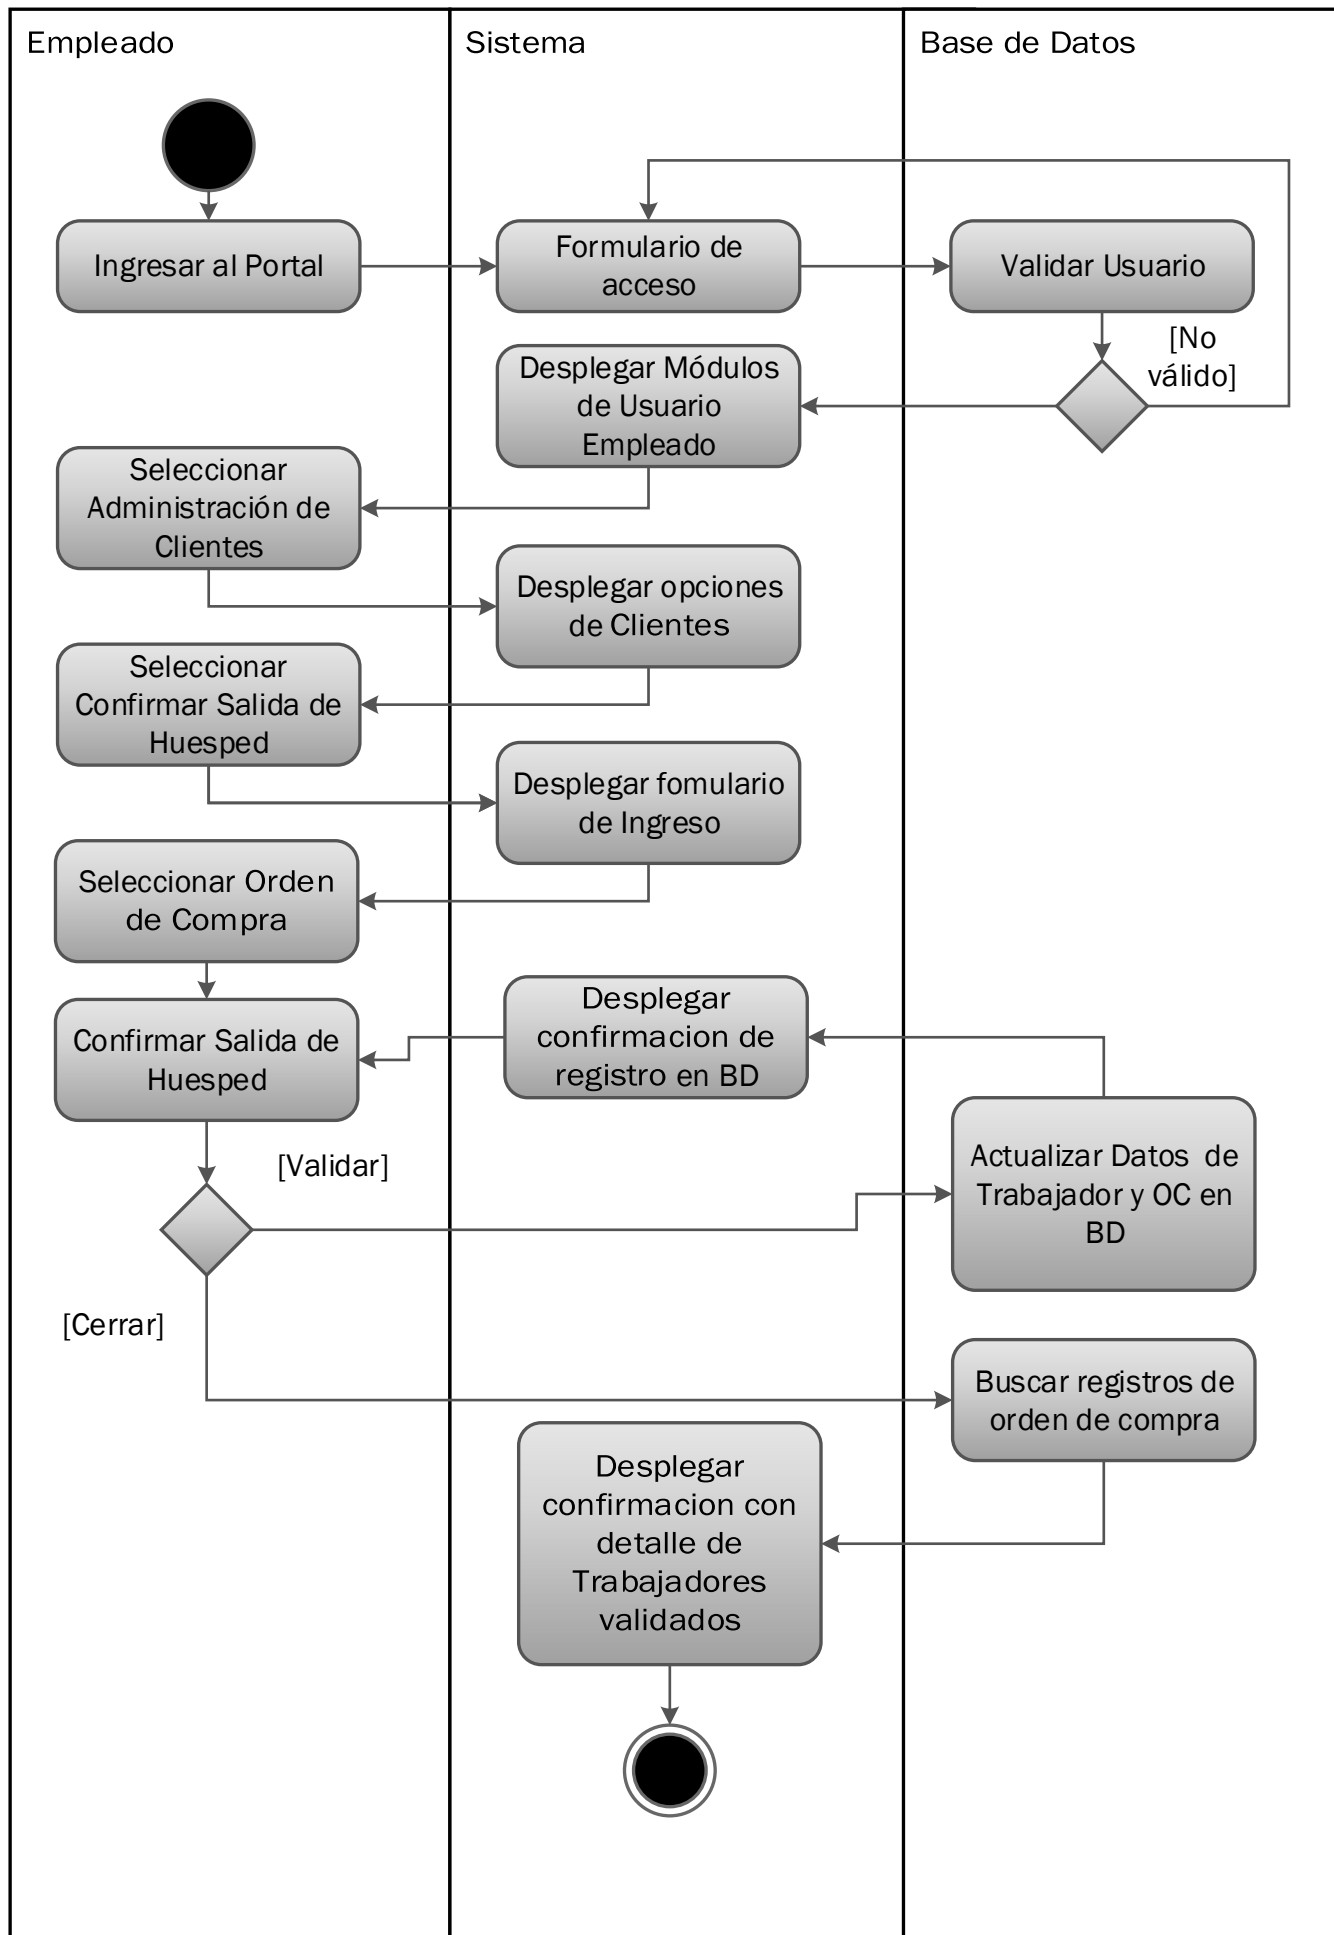 Empleado
Sistema
Base de Datos
Ingresar al Portal
Formulario de
acceso
Validar Usuario
[No
válido]
Desplegar Módulos
de Usuario
Empleado
Seleccionar
Administración de
Clientes
Desplegar opciones
de Clientes
Seleccionar
Confirmar Salida de
Huesped
Desplegar fomulario
de Ingreso
Seleccionar Orden
de Compra
Confirmar Salida de
Huesped
Desplegar
confirmacion de
registro en BD
[Validar]
Actualizar Datos  de
Trabajador y OC en
BD
[Cerrar]
Buscar registros de
orden de compra
Desplegar
confirmacion con
detalle de
Trabajadores
validados